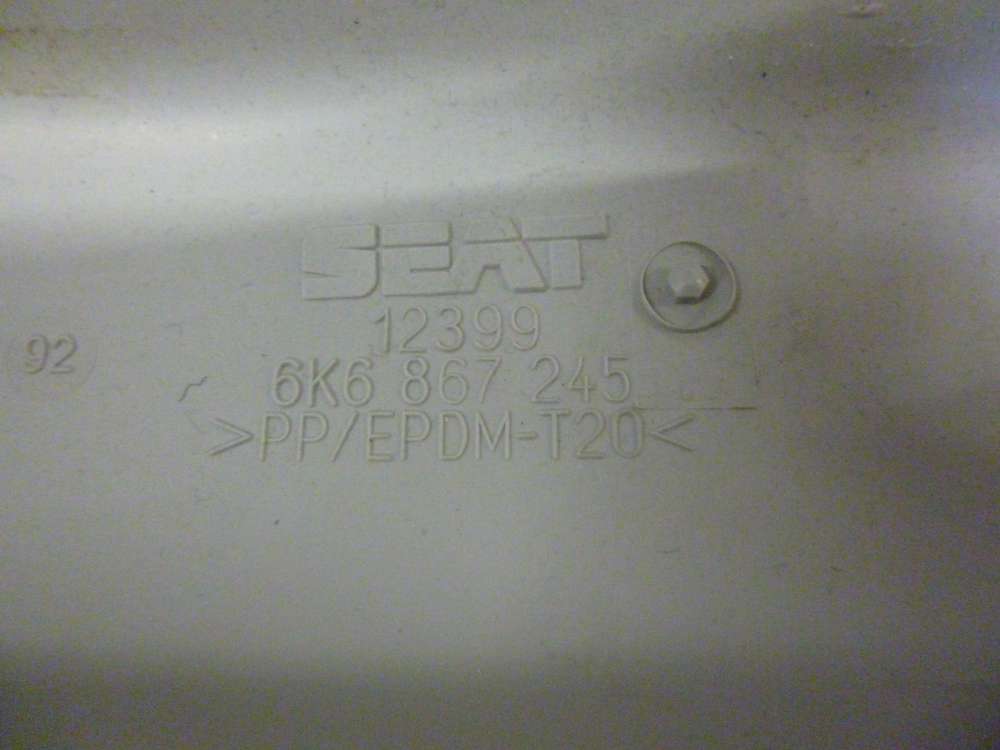 SEAT
12399
92
6K6 867 245
>PP/EPDM-T20<